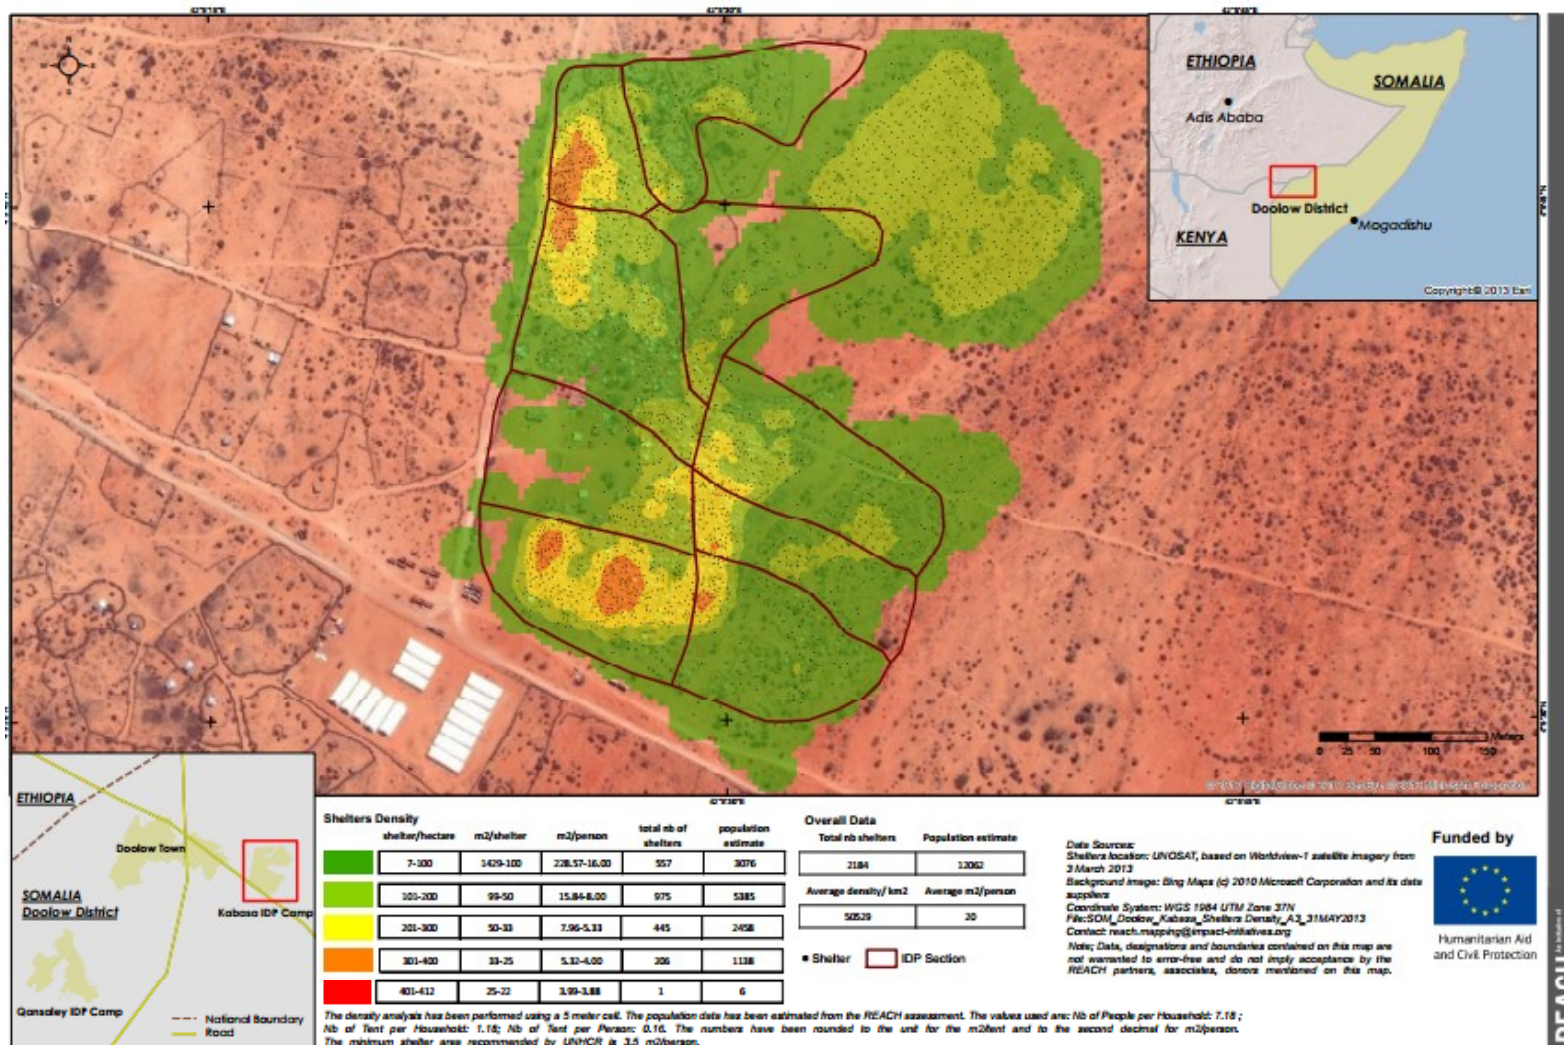 ETHIOPIA
SOMALIA
Adis Ababa
Doolow District
Mogadishu
KENYA
Copyright:© 2013 Esri
Meters
0 25 50 100 150
ETHIOPIA
Doolow Town
SOMALIA
Doolow District
Kabasa IDP Camp
Qansaley IDP Camp
National Boundary
Road
Shelters Density
shelter/hectare m2/shelter m2/person total nb of shelters population estimate
7-100 1429-100 228.57-16.00 557 3076
101-200 99-50 15.84-8.00 975 5385
201-300 50-33 7.96-5.33 445 2458
301-400 33-25 5.32-4.00 206 1138
401-412 25-22 3.99-3.88 1 6
Overall Data
Total nb shelters Population estimate
2184 12062
Average density/ km2 Average m2/person
50529 20
Shelter IDP Section
Data Sources:
Shelters location: UNOSAT, based on Worldview-1 satellite imagery from
3 March 2013
Background image: Bing Maps (c) 2010 Microsoft Corporation and its data
suppliers
Coordinate System: WGS 1984 UTM Zone 37N
File:SOM_Doolow_Kabasa_Shelters Density_A3_31MAY2013
Contact: reach.mapping@impact-initiatives.org
Note; Data, designations and boundaries contained on this map are
not warranted to error-free and do not imply acceptance by the
REACH partners, associates, donors mentioned on this map.
Funded by
Humanitarian Aid
and Civil Protection
REACH
The density analysis has been performed using a 5 meter cell. The population data has been estimated from the REACH assessment. The values used are: Nb of People per Household: 7.18 ;
Nb of Tent per Household: 1.18; Nb of Tent per Person: 0.16. The numbers have been rounded to the unit for the m2/tent and to the second decimal for m2/person.
The minimum shelter area recommended by UNHCR is 3.5 m2/person.